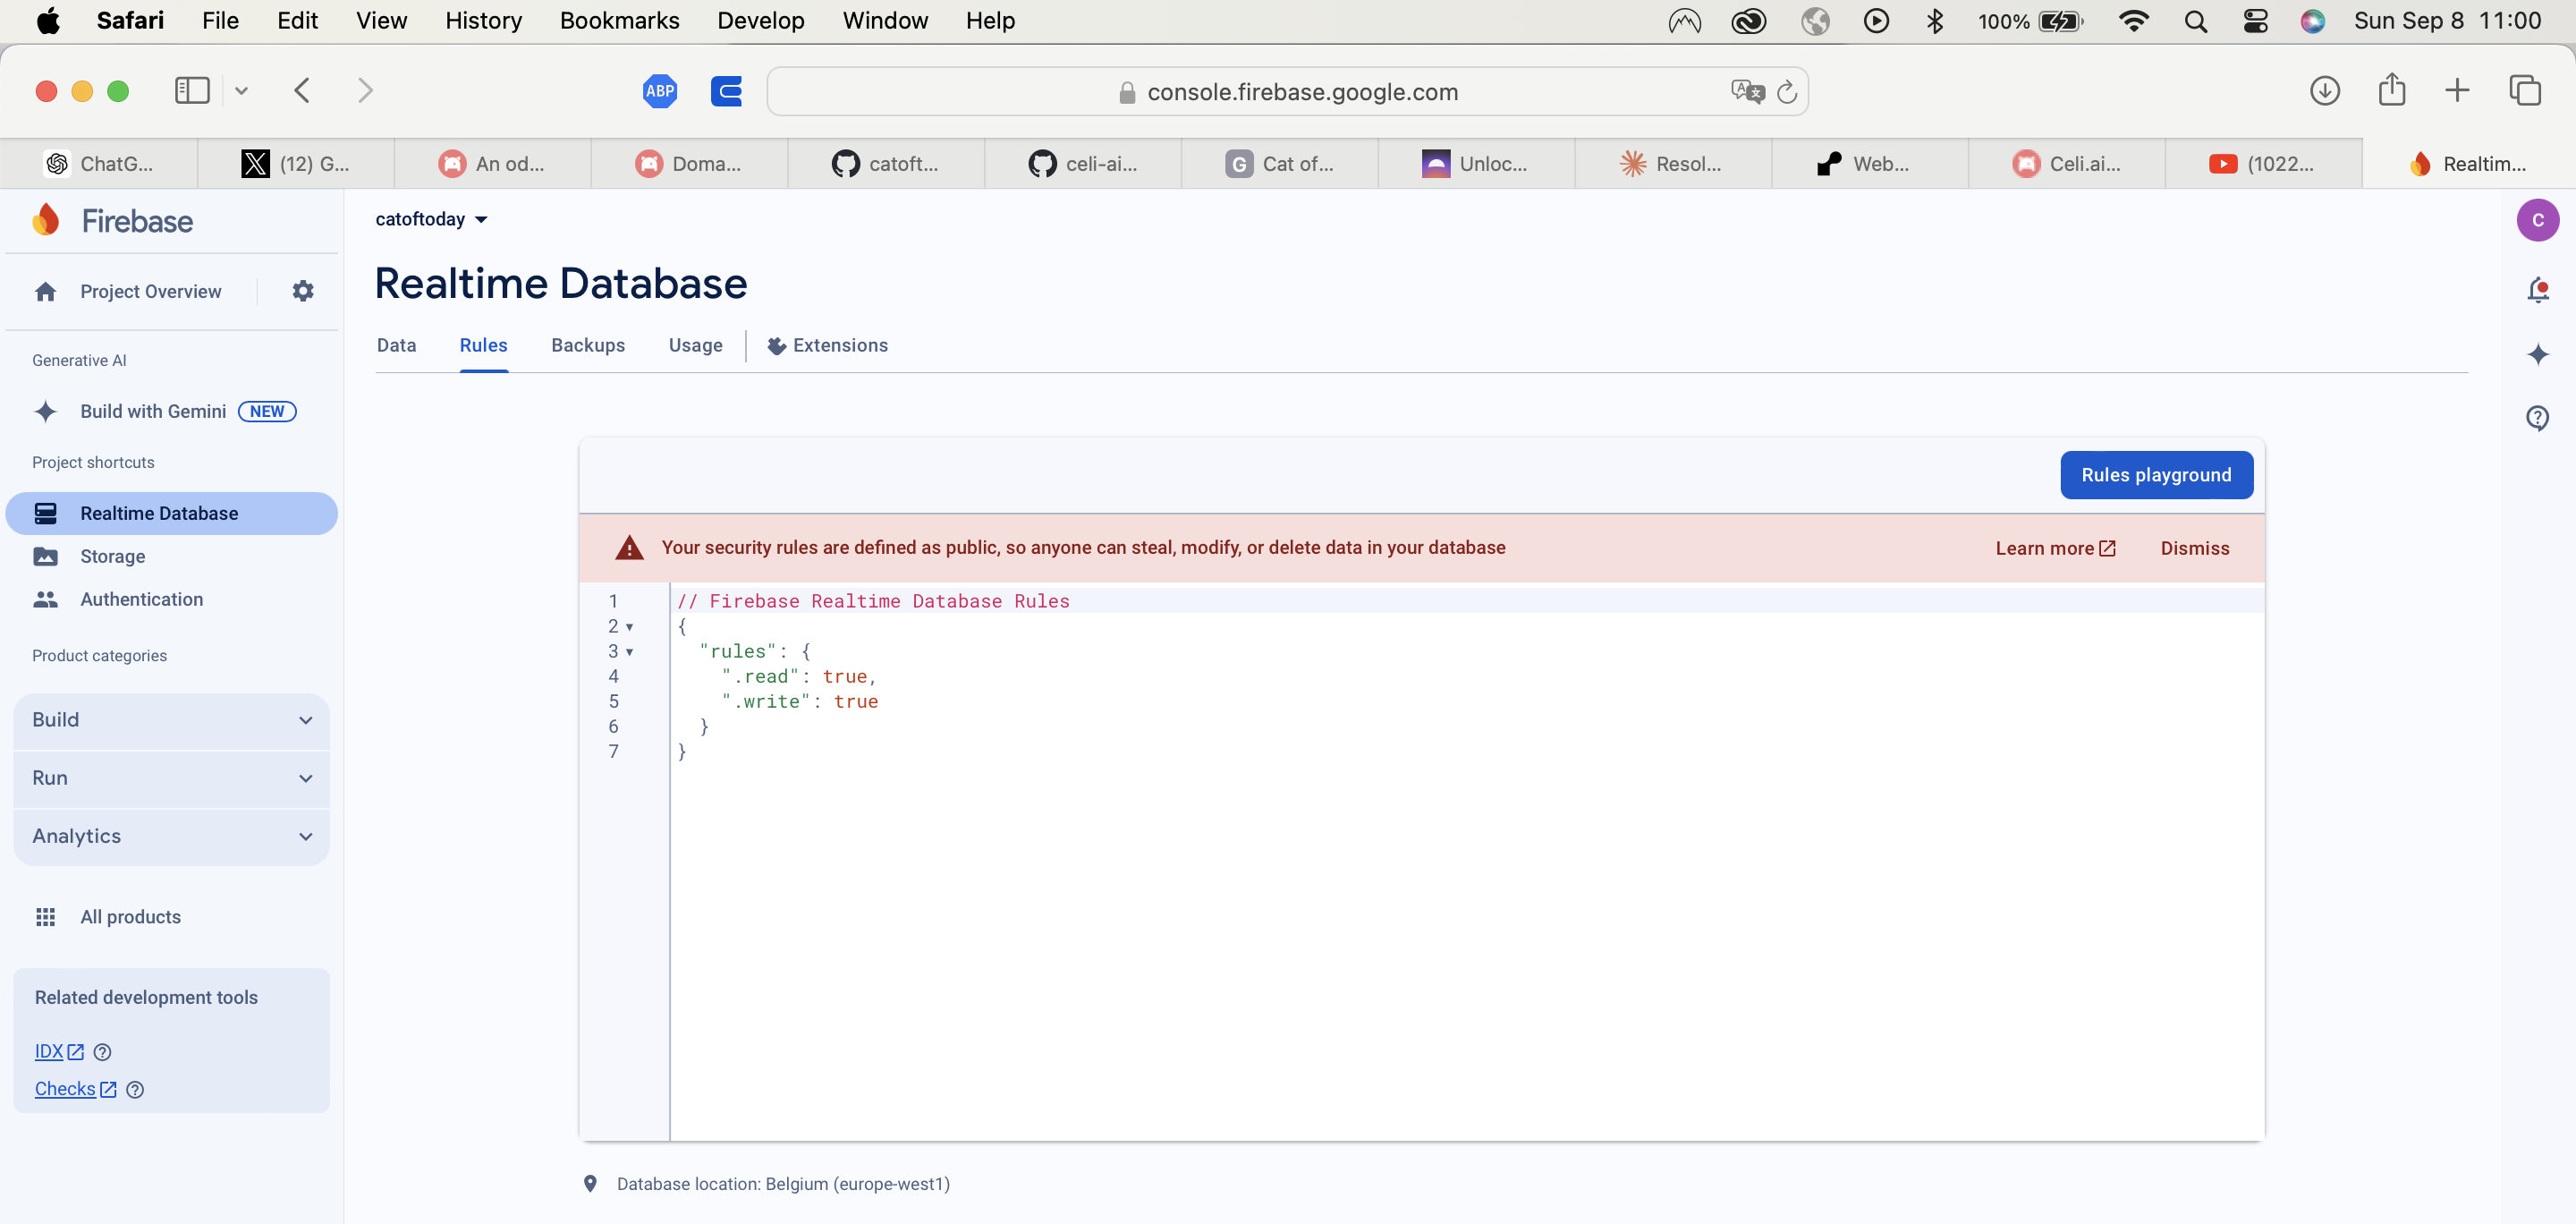 Safari File Edit View History Bookmarks Develop Window Help 100% Sun Sep 8 11:00
ABP console.firebase.google.com
ChatG... (12) G... An od... Doma... catoft... celi-ai... G Cat of... Unloc... Resol... Web... Celi.ai... (1022... Realtim...
Firebase
Project Overview
Generative AI
Build with Gemini NEW
Project shortcuts
Realtime Database
Storage
Authentication
Product categories
Build
Run
Analytics
All products
Related development tools
IDX
Checks
catoftoday
C
Realtime Database
Data Rules Backups Usage Extensions
Rules playground
Your security rules are defined as public, so anyone can steal, modify, or delete data in your database Learn more Dismiss
1 // Firebase Realtime Database Rules
2 {
3 "rules": {
4 ".read": true,
5 ".write": true
6 }
7 }
Database location: Belgium (europe-west1)